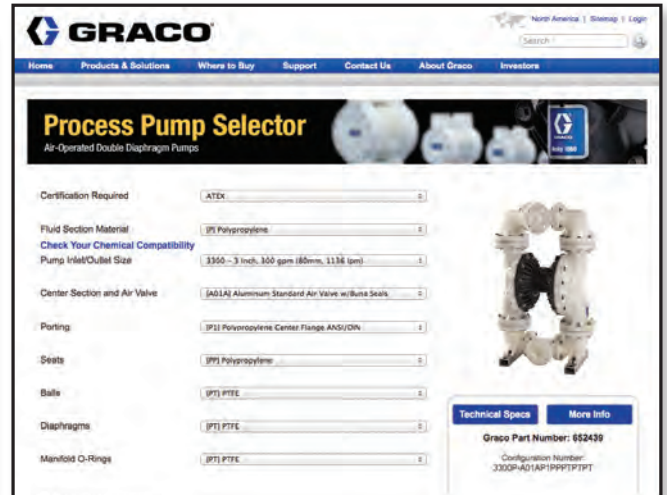 GRACO
North America | Sitemap | Login
Search
Home Products & Solutions Where to Buy Support Contact Us About Graco Investors
Process Pump Selector
Air-Operated Double Diaphragm Pumps
Certification Required ATEX
Fluid Section Material [P] Polypropylene
Check Your Chemical Compatibility
Pump Inlet/Outlet Size 3300 – 3 Inch, 300 gpm (80mm, 1136 lpm)
Center Section and Air Valve [A01A] Aluminum Standard Air Valve w/Buna Seals
Porting [P1] Polypropylene Center Flange ANSI/DIN
Seats [PP] Polypropylene
Balls [PT] PTFE
Diaphragms [PT] PTFE
Manifold O-Rings [PT] PTFE
Technical Specs More Info
Graco Part Number: 652439
Configuration Number:
3300P-A01AP1PPPTPTPT